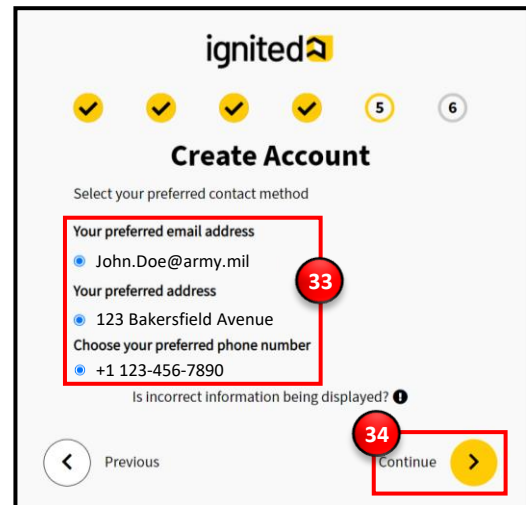 ignited
5 6
Create Account
Select your preferred contact method
Your preferred email address
John.Doe@army.mil
33
Your preferred address
123 Bakersfield Avenue
Choose your preferred phone number
+1 123-456-7890
Is incorrect information being displayed?
34
Previous Continue